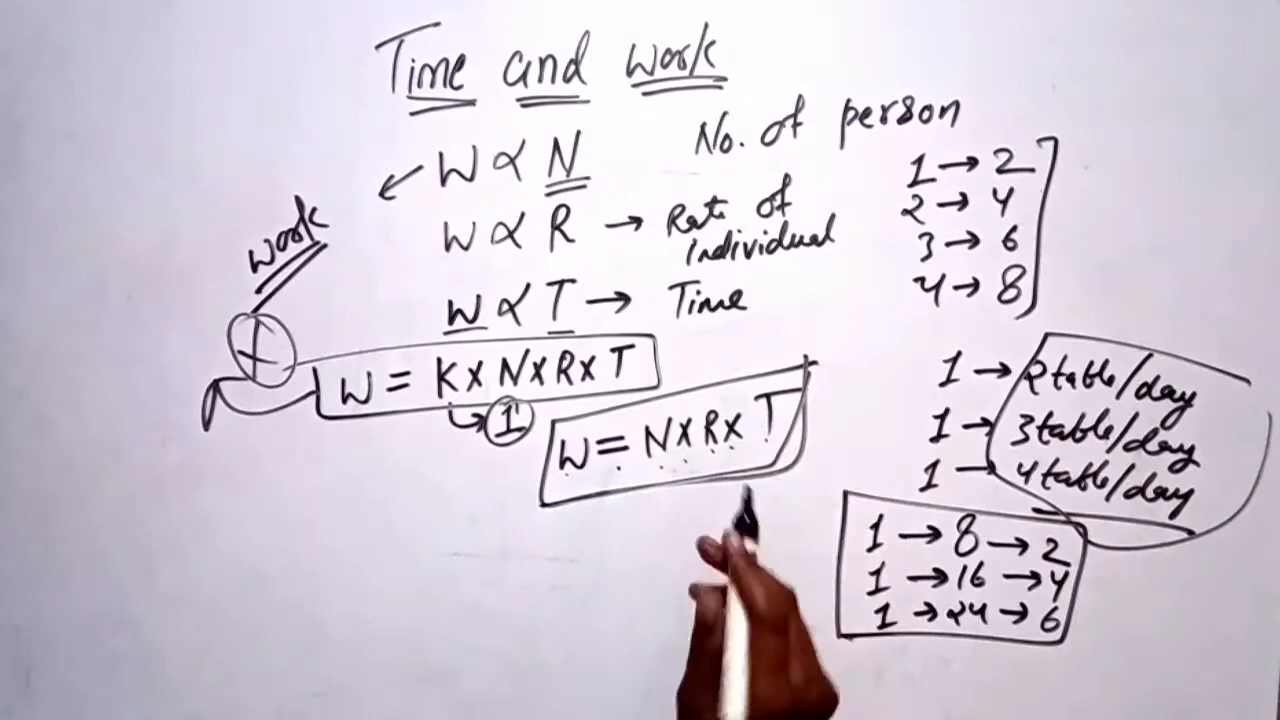 Time and work
W ∝ N
No. of person
W ∝ R → Rate of individual
W ∝ T → Time
work
W = K x N x R x T
1
W = N x R x T
1 → 2
2 → 4
3 → 6
4 → 8
1 → 2 table/day
1 → 3 table/day
1 → 4 table/day
1 → 8 → 2
1 → 16 → 4
1 → 24 → 6